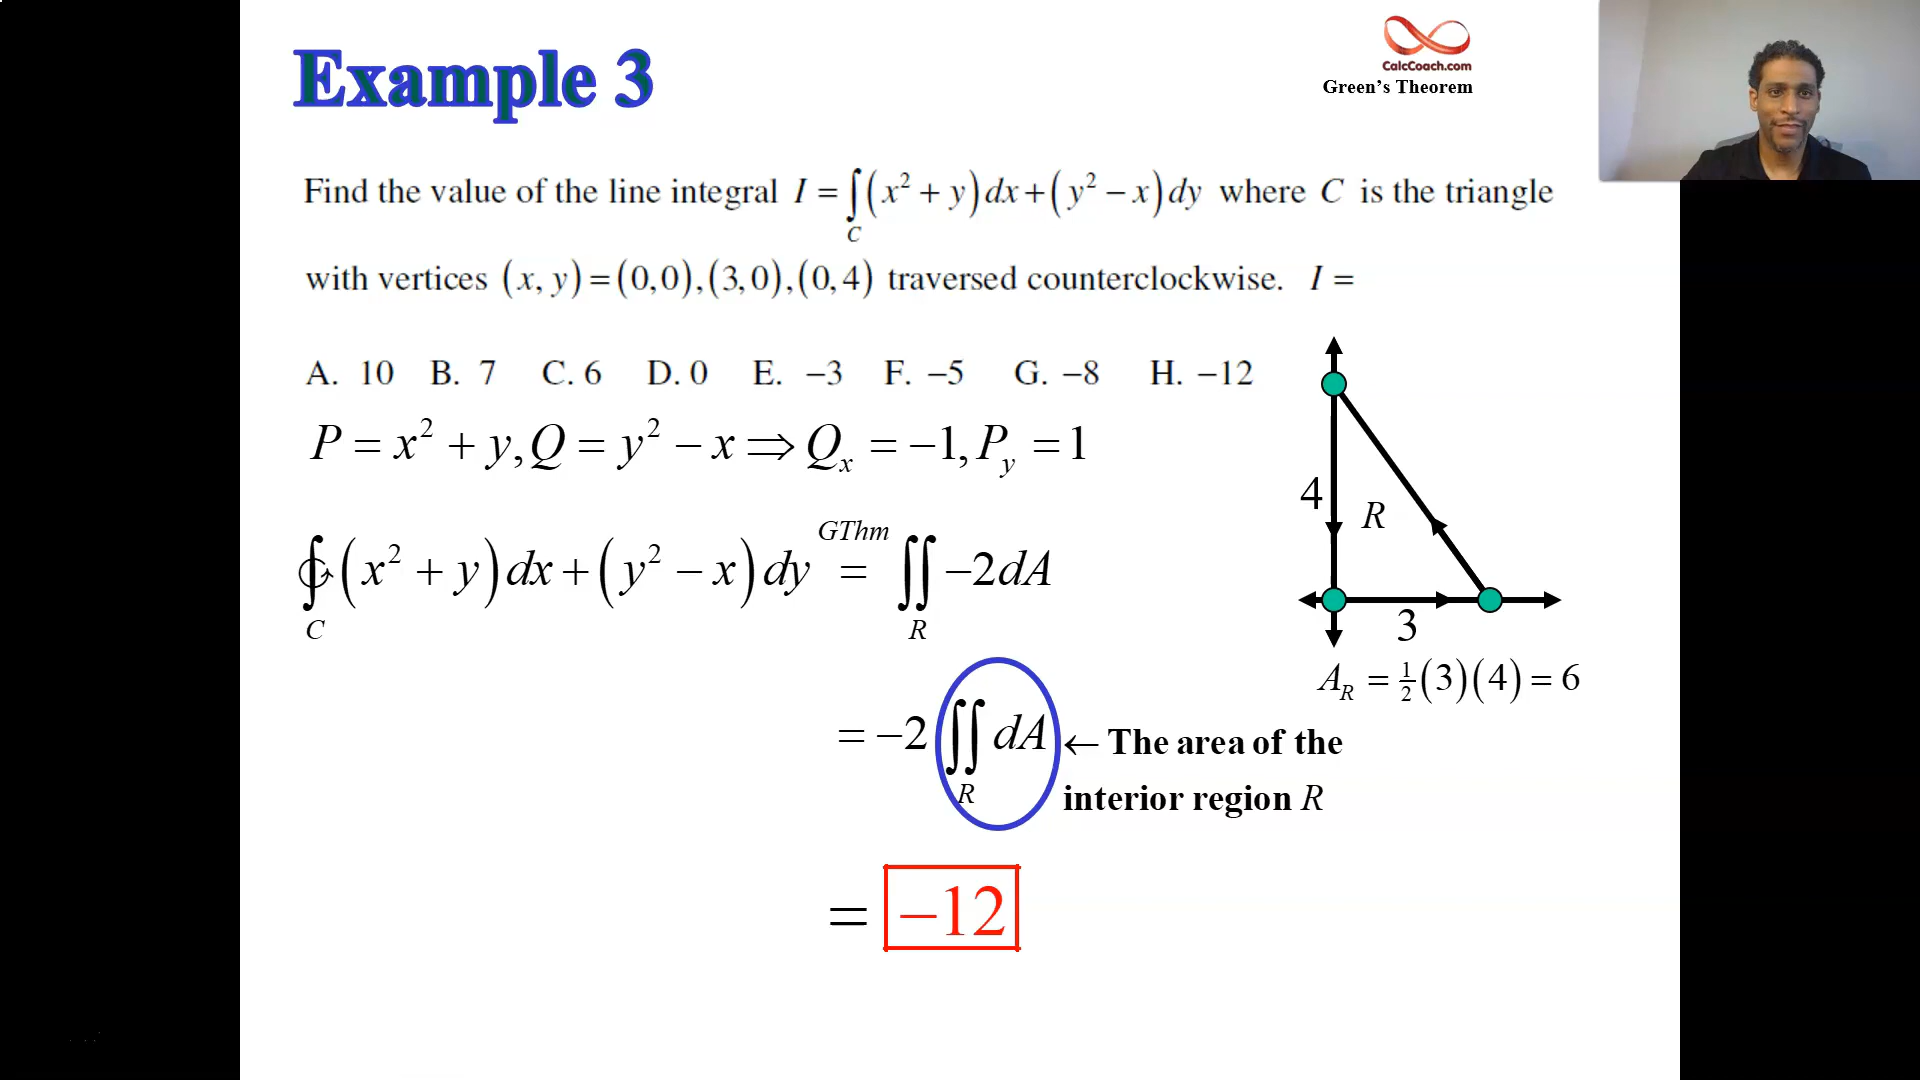 Example 3
CalcCoach.com
Green's Theorem
Find the value of the line integral I = ∫_C (x² + y) dx + (y² − x) dy where C is the triangle
with vertices (x, y) = (0,0), (3,0), (0,4) traversed counterclockwise. I =
A. 10 B. 7 C. 6 D. 0 E. −3 F. −5 G. −8 H. −12
P = x² + y, Q = y² − x ⇒ Q_x = −1, P_y = 1
∮_C (x² + y) dx + (y² − x) dy =^{GThm} ∬_R −2dA
4
R
3
A_R = ½(3)(4) = 6
= −2 ∬_R dA ← The area of the
interior region R
= −12